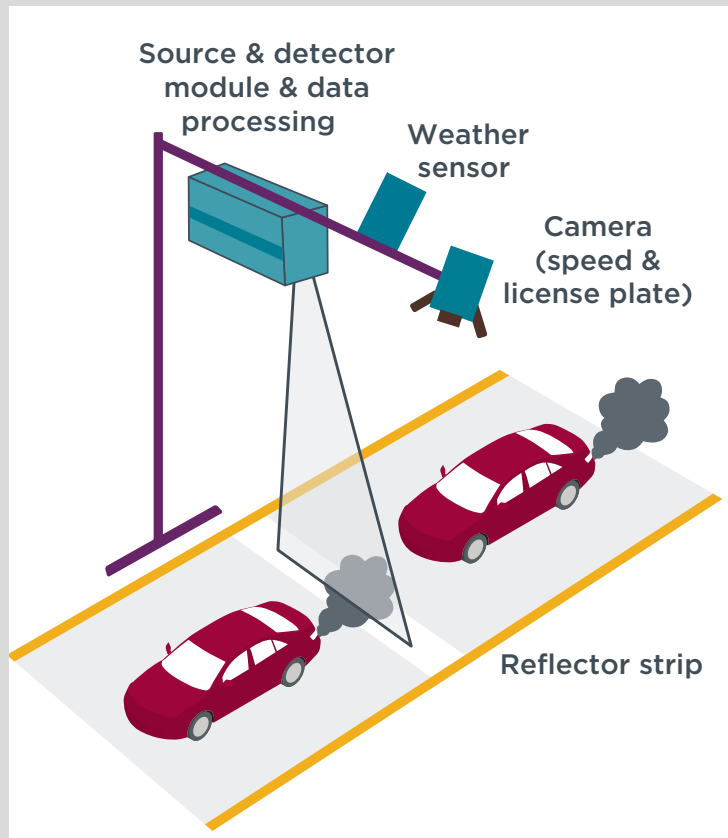 Source & detector
module & data
processing
Weather
sensor
Camera
(speed &
license plate)
Reflector strip